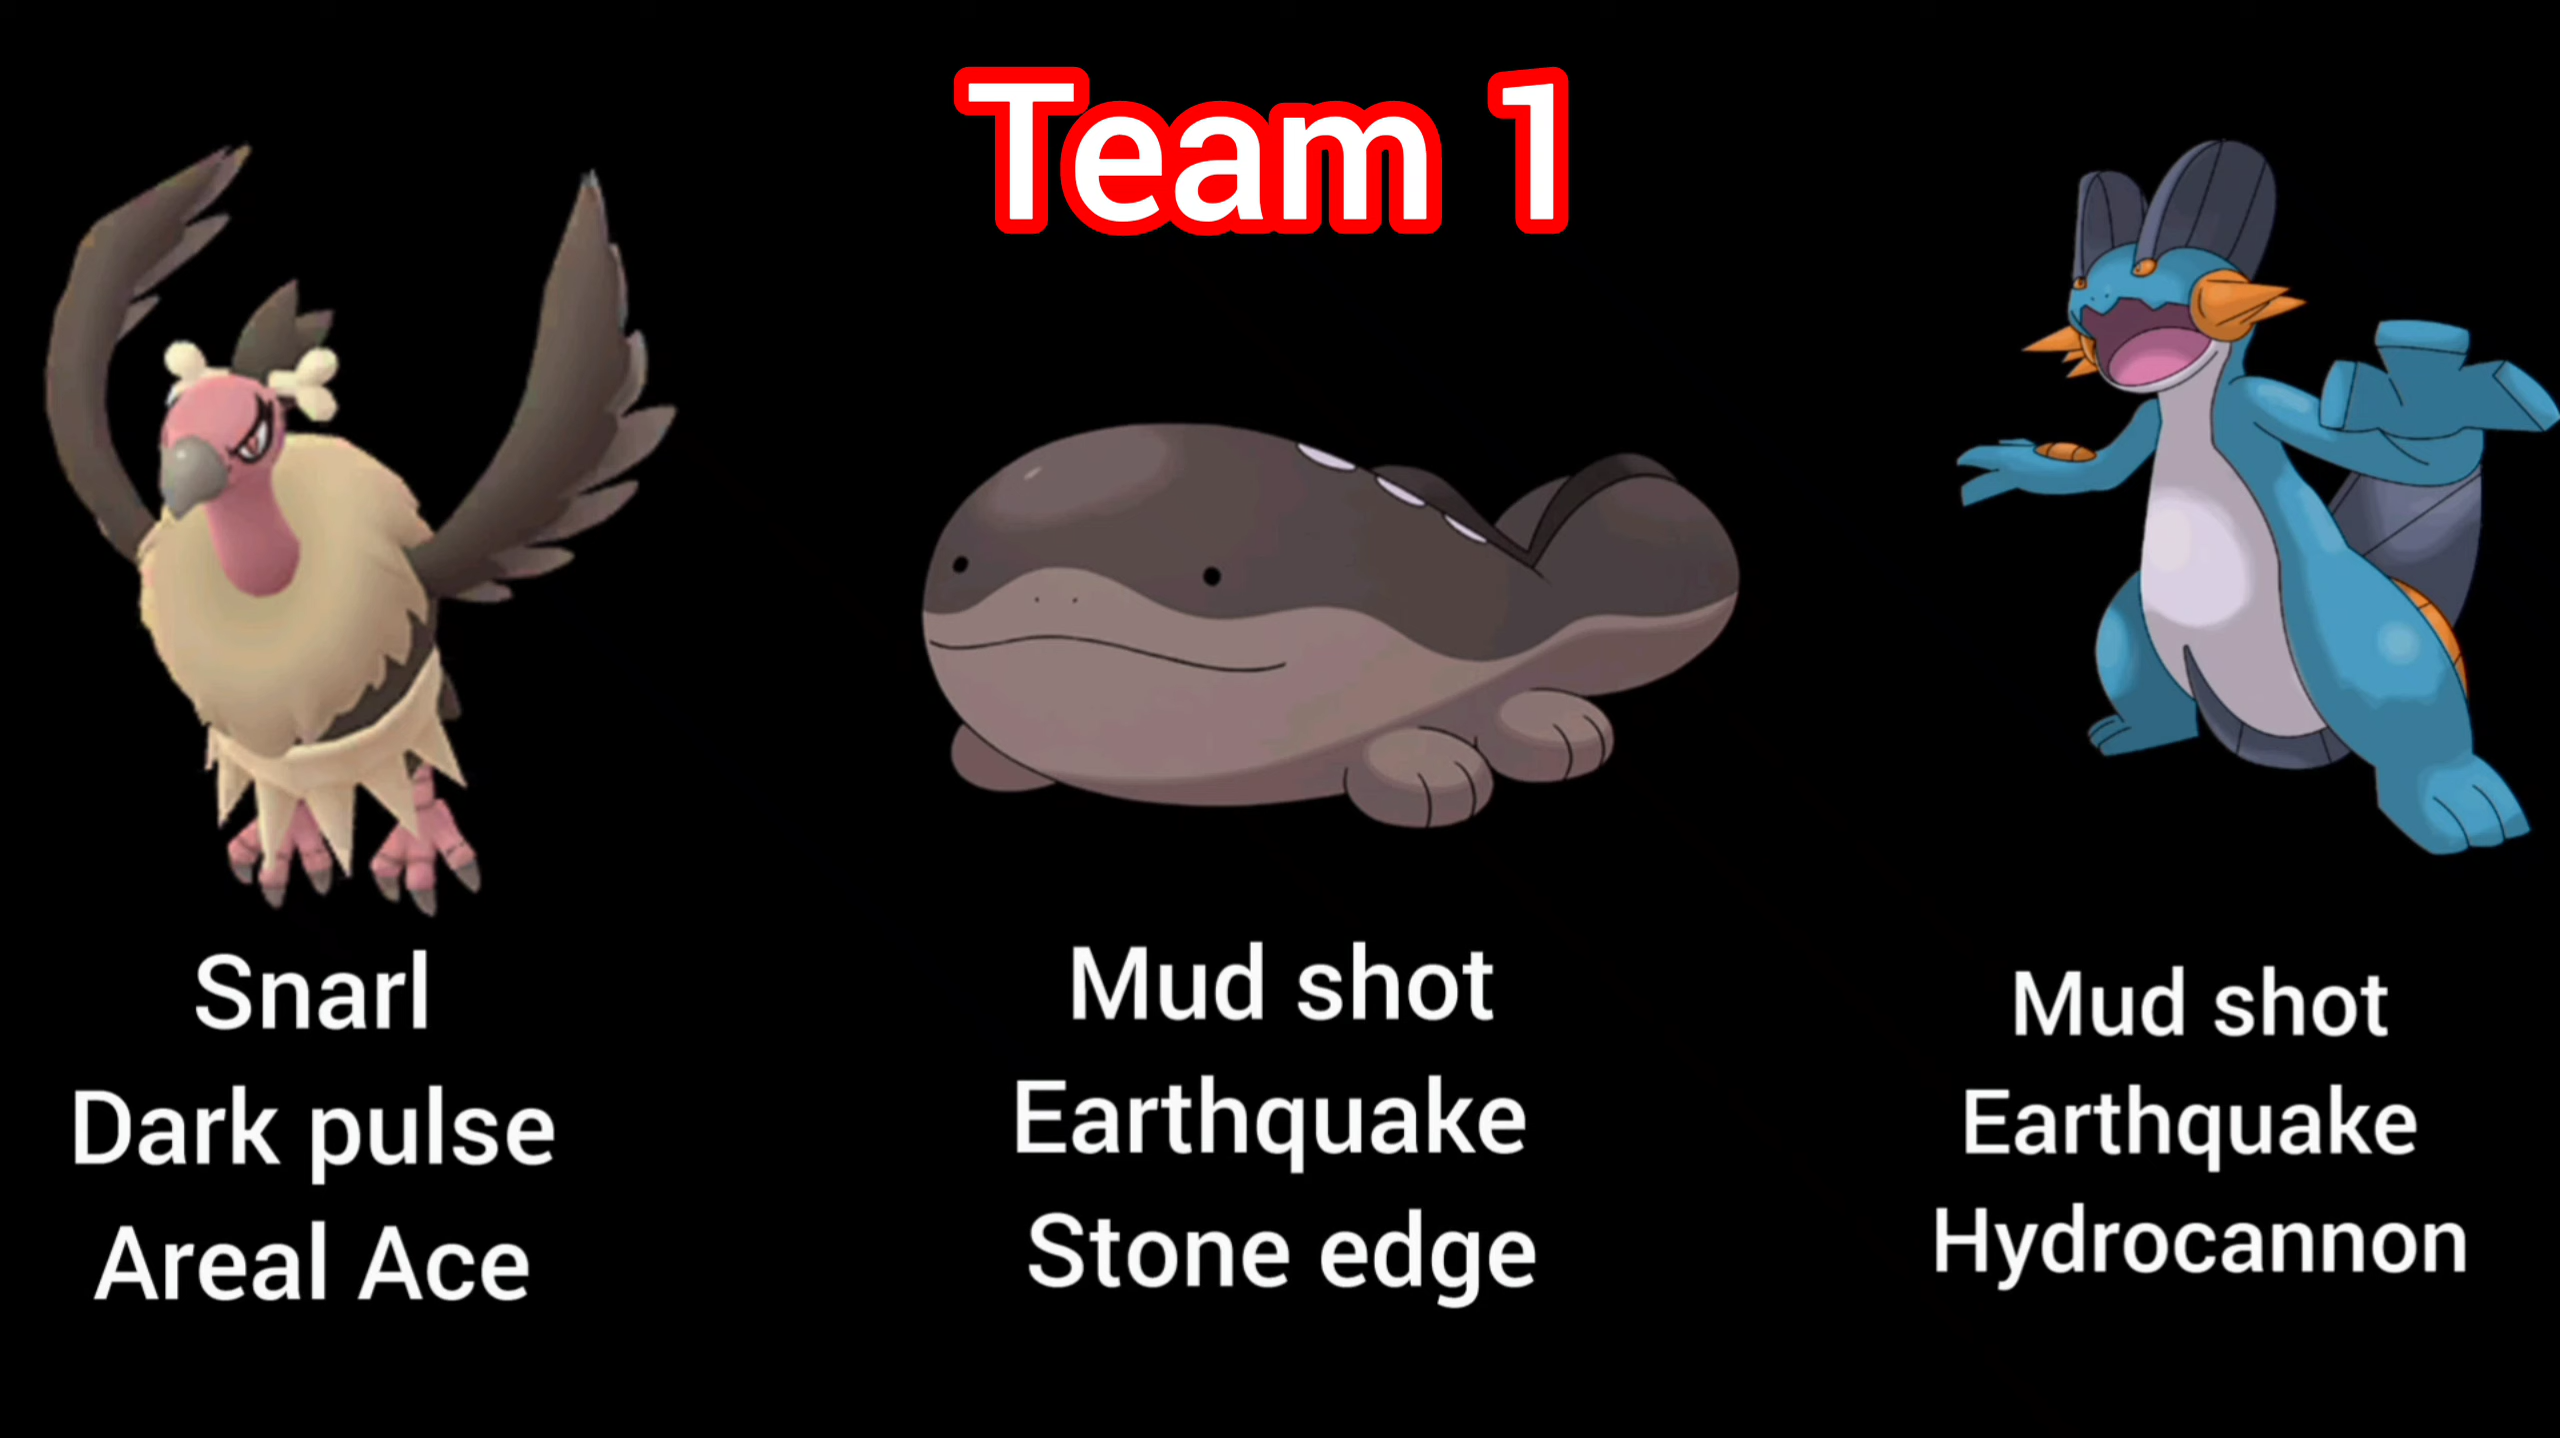 Team 1
Snarl
Dark pulse
Areal Ace
Mud shot
Earthquake
Stone edge
Mud shot
Earthquake
Hydrocannon